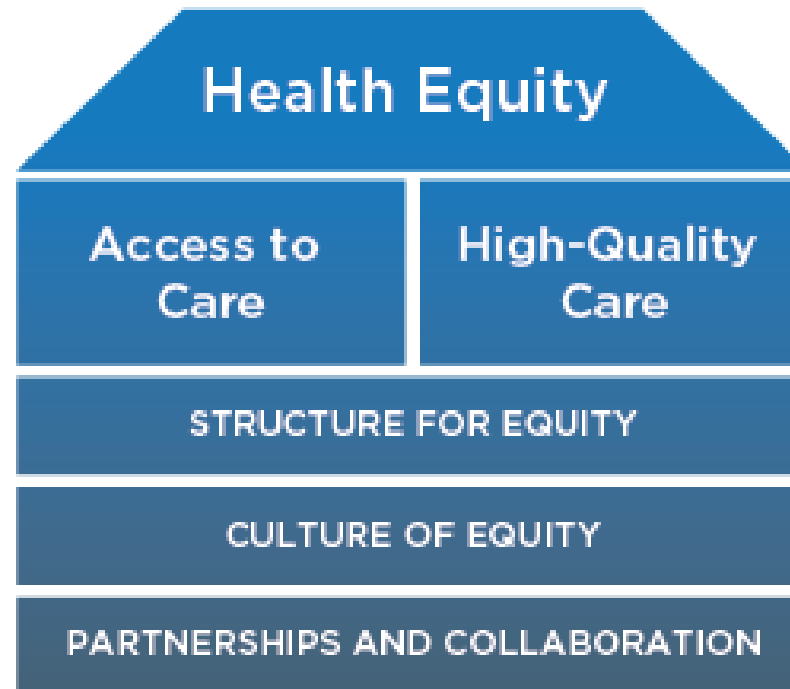 Health Equity
Access to
Care
High-Quality
Care
STRUCTURE FOR EQUITY
CULTURE OF EQUITY
PARTNERSHIPS AND COLLABORATION